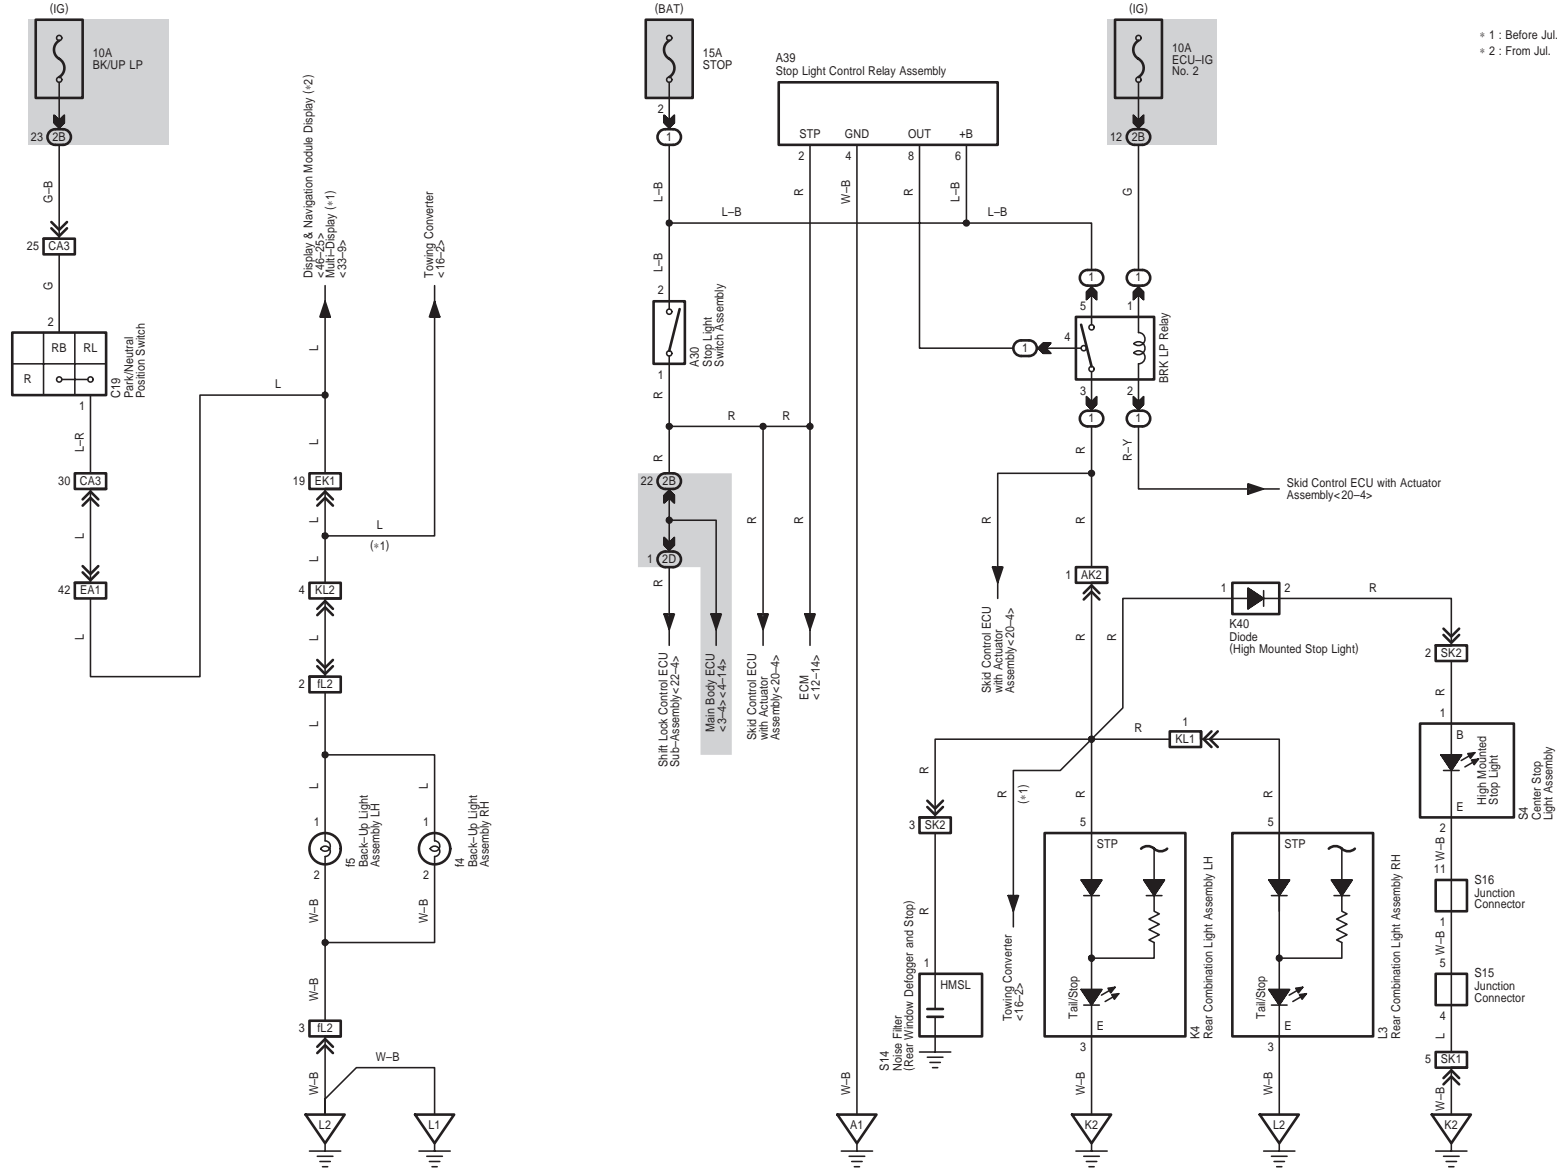 (IG)
10A
BK/UP LP
23
2B
G–B
25
CA3
G
2
RB
RL
R
C19
Park/Neutral
Position Switch
1
L–R
30
CA3
L
42
EA1
L
L
Display & Navigation Module Display (∗2)
<46–25>
Multi–Display (∗1)
<33–9>
Towing Converter
<16–2>
L
L
19
EK1
L
L
(∗1)
L
4
KL2
L
2
fL2
L
L
L
1
1
f5
Back–Up Light
Assembly LH
f4
Back–Up Light
Assembly RH
2
2
W–B
W–B
W–B
3
fL2
W–B
W–B
L2
L1
(BAT)
15A
STOP
2
1
L–B
L–B
L–B
L–B
2
A30
Stop Light
Switch Assembly
1
R
R
R
R
22
2B
1
2D
R
R
R
Shift Lock Control ECU
Sub–Assembly<22–4>
Main Body ECU
<3–4><4–14>
Skid Control ECU
with Actuator
Assembly<20–4>
ECM
<12–14>
A39
Stop Light Control Relay Assembly
STP
GND
OUT
+B
2
4
8
6
R
W–B
R
L–B
W–B
A1
(IG)
10A
ECU–IG
No. 2
12
2B
G
∗ 1 : Before Jul.
∗ 2 : From Jul.
1
1
5
1
4
1
BRK LP Relay
3
2
1
1
R
R–Y
Skid Control ECU with Actuator
Assembly<20–4>
R
R
Skid Control ECU
with Actuator
Assembly<20–4>
1
AK2
R
R
1
2
R
K40
Diode
(High Mounted Stop Light)
2
SK2
R
1
B
High Mounted
Stop Light
E
S4
Center Stop
Light Assembly
2
W–B
11
S16
Junction
Connector
1
W–B
5
S15
Junction
Connector
4
L
5
SK1
W–B
K2
R
1
KL1
R
3
SK2
R
1
HMSL
S14
Noise Filter
(Rear Window Defogger and Stop)
R
(∗1)
Towing Converter
<16–2>
R
5
STP
Tail/Stop
E
K4
Rear Combination Light Assembly LH
3
W–B
K2
R
5
STP
Tail/Stop
E
L3
Rear Combination Light Assembly RH
3
W–B
L2